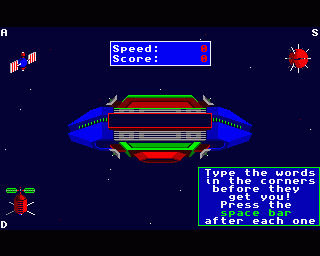 A
S
Speed: 0
Score: 0
Type the words
in the corners
before they
get you!
Press the
space bar
after each one
D